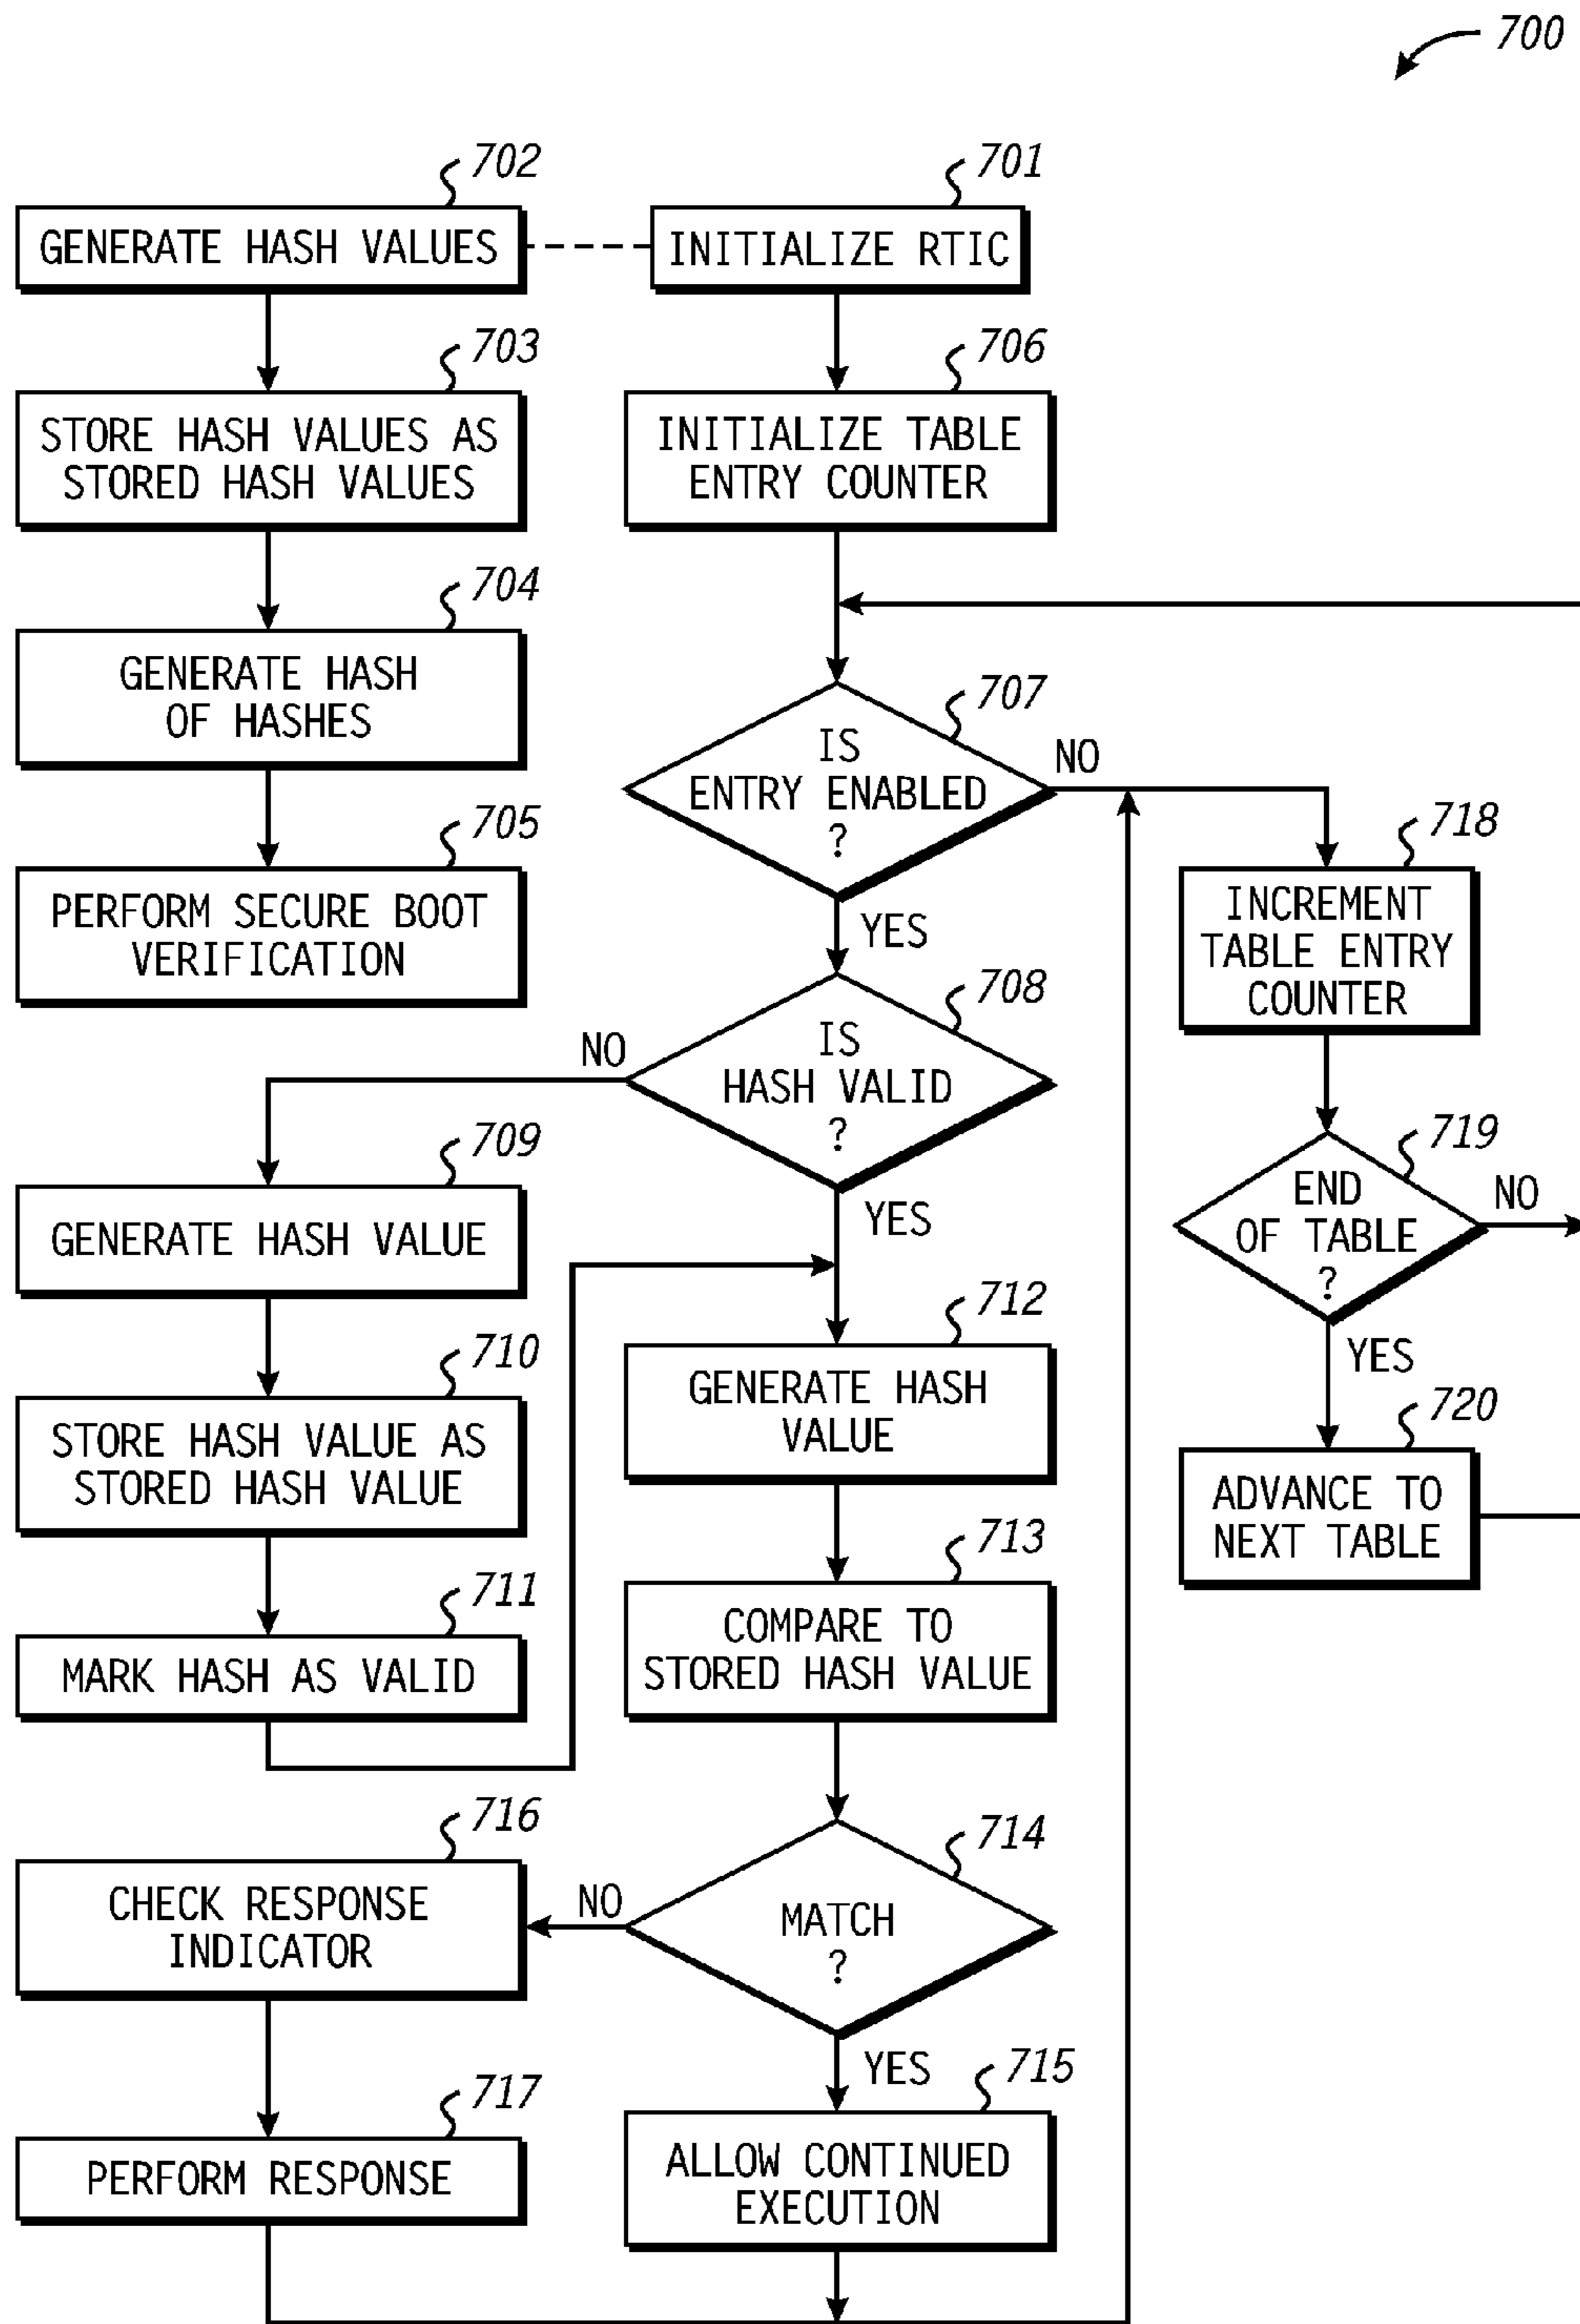 700
702
701
GENERATE HASH VALUES
INITIALIZE RTIC
703
706
STORE HASH VALUES AS
STORED HASH VALUES
INITIALIZE TABLE
ENTRY COUNTER
704
GENERATE HASH
OF HASHES
707
IS
ENTRY ENABLED
?
NO
YES
705
PERFORM SECURE BOOT
VERIFICATION
718
INCREMENT
TABLE ENTRY
COUNTER
708
IS
HASH VALID
?
NO
YES
719
END
OF TABLE
?
NO
YES
709
GENERATE HASH VALUE
712
GENERATE HASH
VALUE
710
STORE HASH VALUE AS
STORED HASH VALUE
720
ADVANCE TO
NEXT TABLE
713
COMPARE TO
STORED HASH VALUE
711
MARK HASH AS VALID
716
CHECK RESPONSE
INDICATOR
714
MATCH
?
NO
YES
717
PERFORM RESPONSE
715
ALLOW CONTINUED
EXECUTION